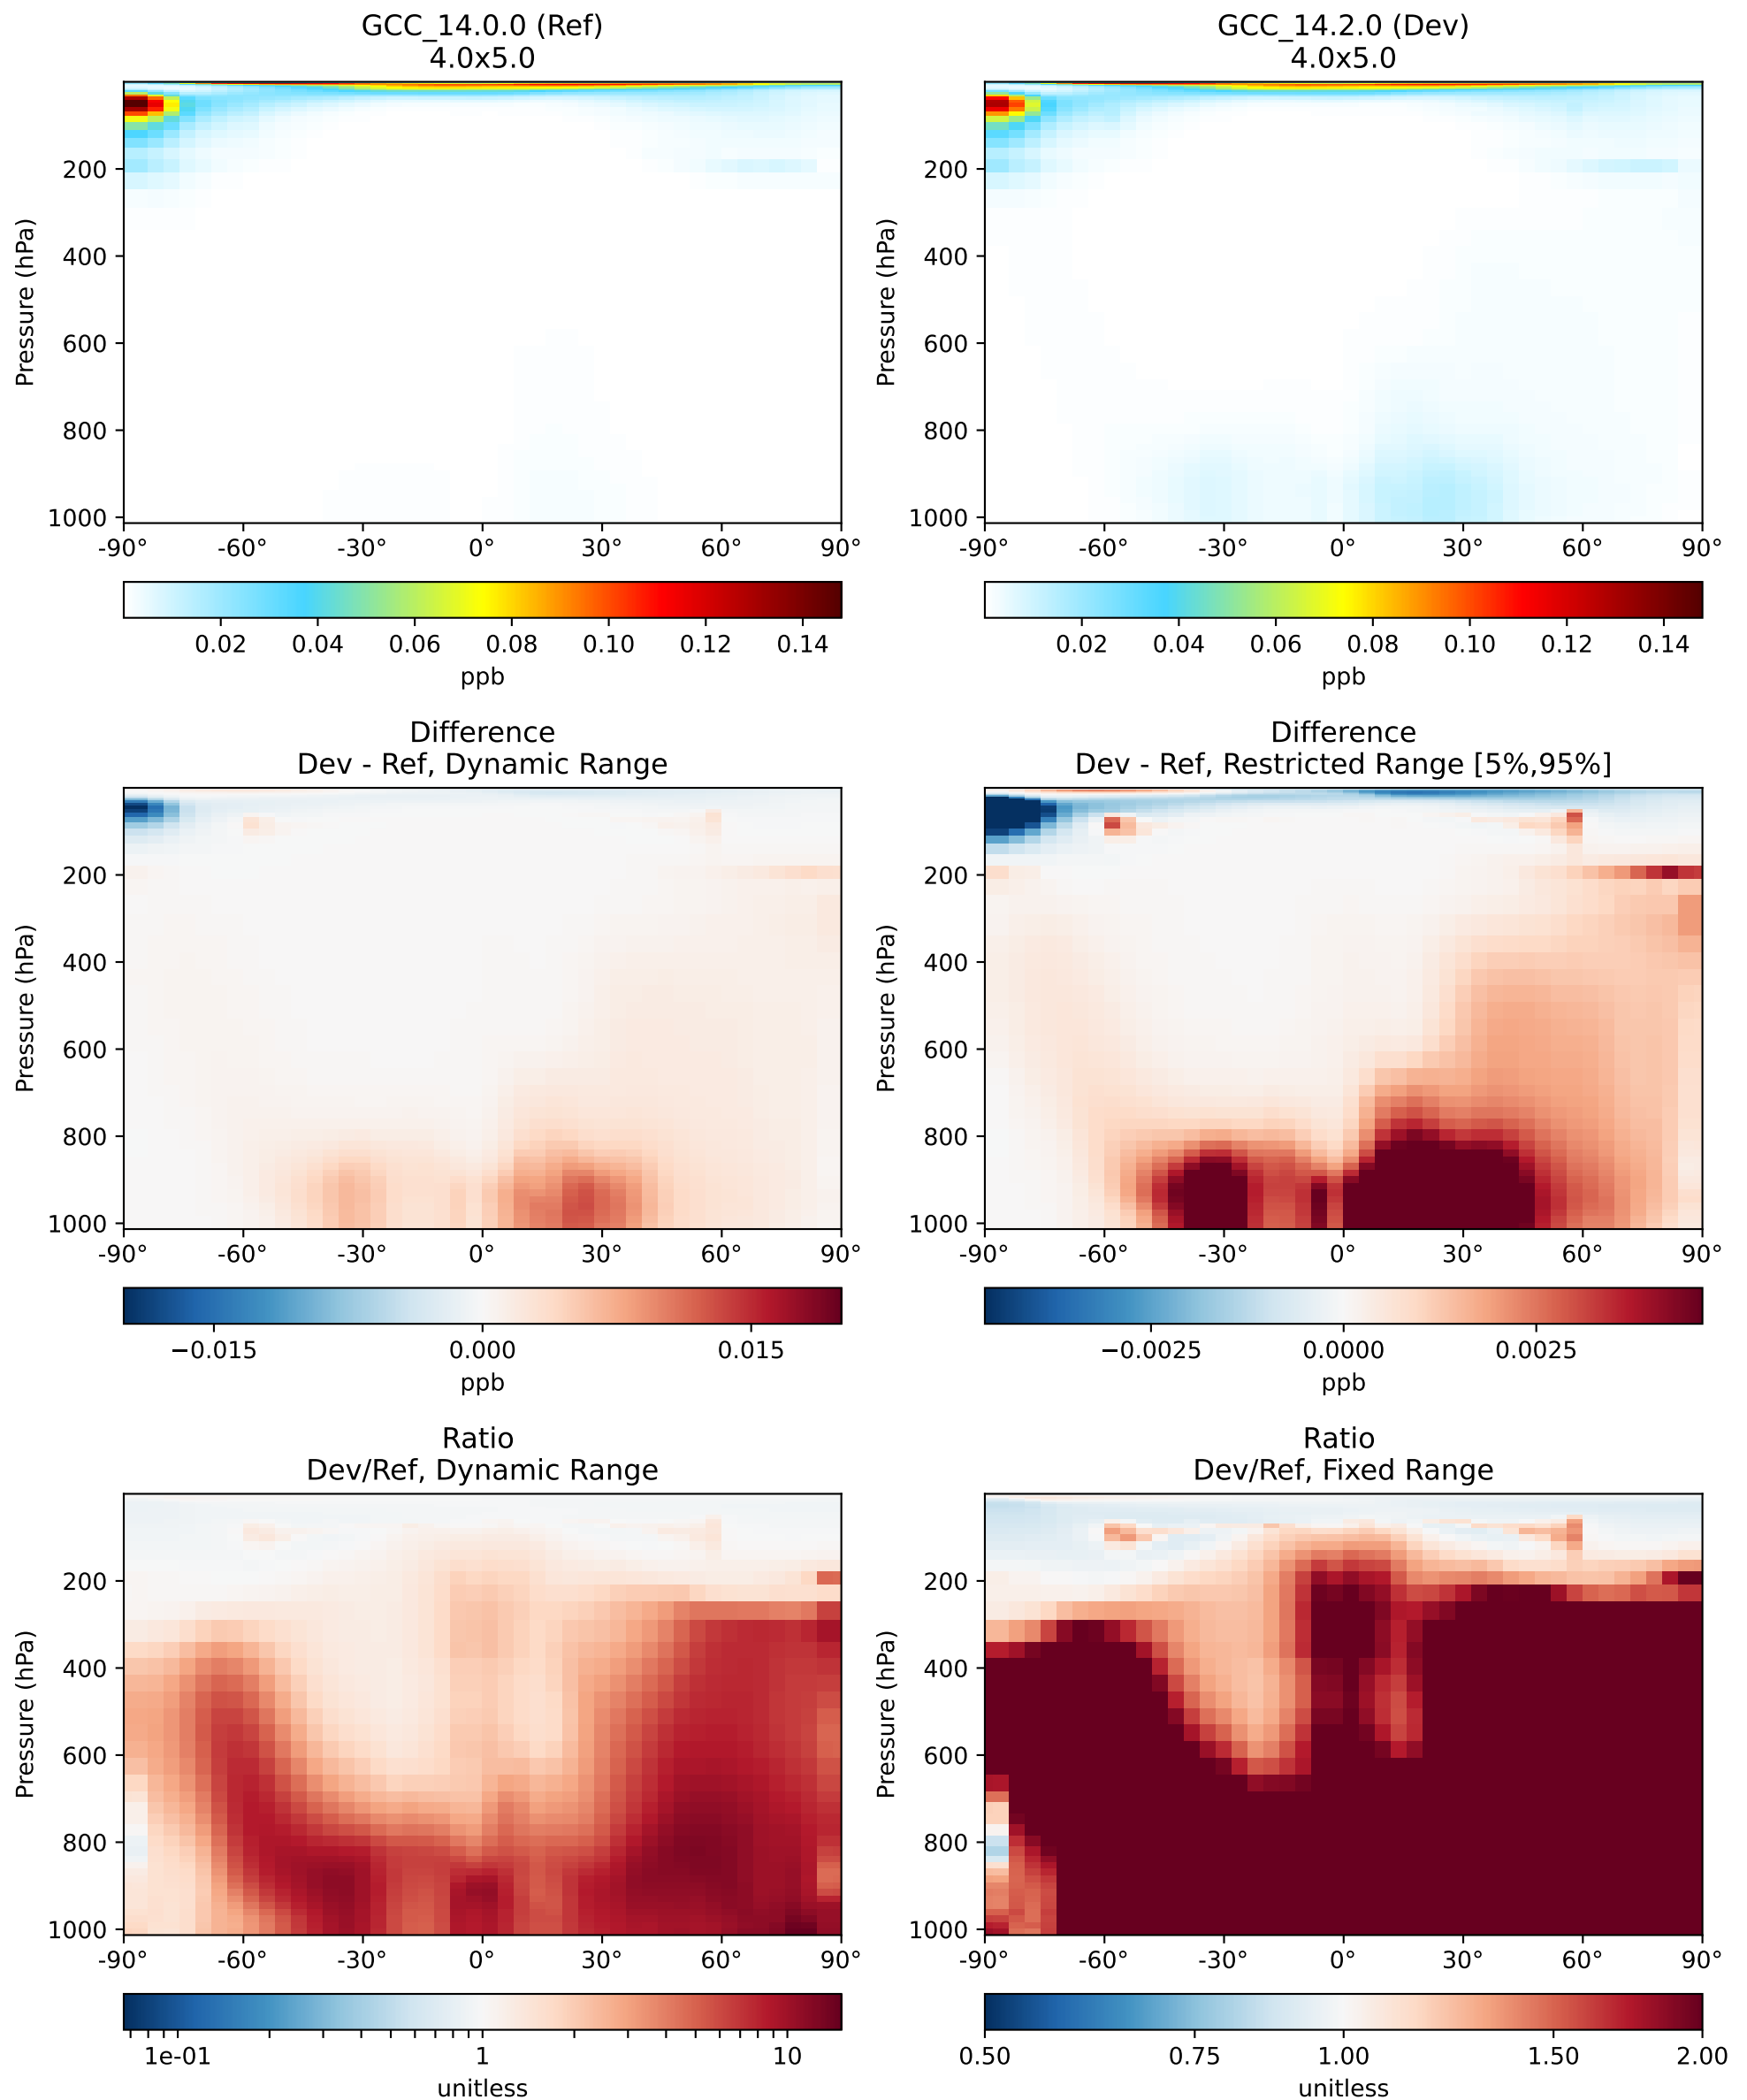 GCC_14.0.0 (Ref)
4.0x5.0
GCC_14.2.0 (Dev)
4.0x5.0
Pressure (hPa)
200
400
600
800
1000
-90° -60° -30° 0° 30° 60° 90°
0.02 0.04 0.06 0.08 0.10 0.12 0.14
ppb
Pressure (hPa)
200
400
600
800
1000
-90° -60° -30° 0° 30° 60° 90°
0.02 0.04 0.06 0.08 0.10 0.12 0.14
ppb
Difference
Dev - Ref, Dynamic Range
Pressure (hPa)
200
400
600
800
1000
-90° -60° -30° 0° 30° 60° 90°
−0.015 0.000 0.015
ppb
Difference
Dev - Ref, Restricted Range [5%,95%]
Pressure (hPa)
200
400
600
800
1000
-90° -60° -30° 0° 30° 60° 90°
−0.0025 0.0000 0.0025
ppb
Ratio
Dev/Ref, Dynamic Range
Pressure (hPa)
200
400
600
800
1000
-90° -60° -30° 0° 30° 60° 90°
1e-01 1 10
unitless
Ratio
Dev/Ref, Fixed Range
Pressure (hPa)
200
400
600
800
1000
-90° -60° -30° 0° 30° 60° 90°
0.50 0.75 1.00 1.50 2.00
unitless